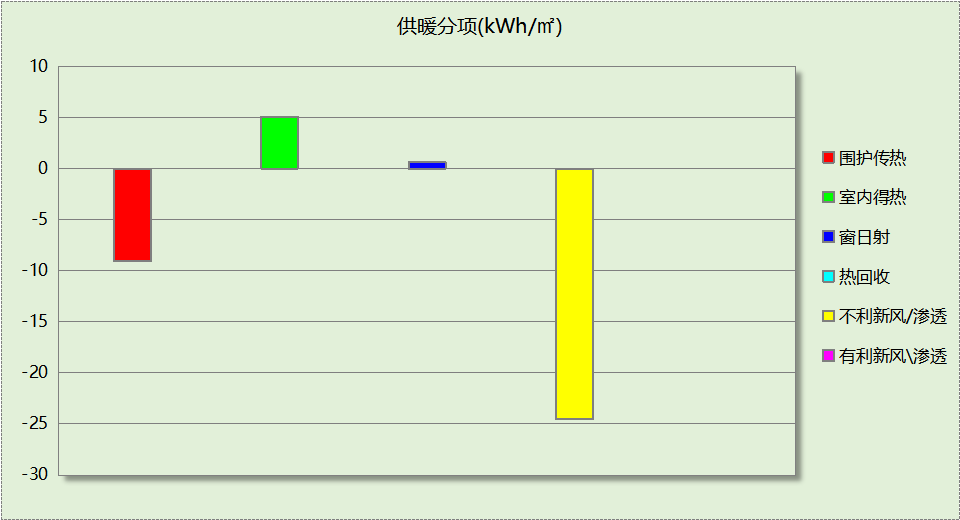 供暖分项(kWh/㎡)
10
5
0
-5
-10
-15
-20
-25
-30
围护传热
室内得热
窗日射
热回收
不利新风/渗透
有利新风\渗透